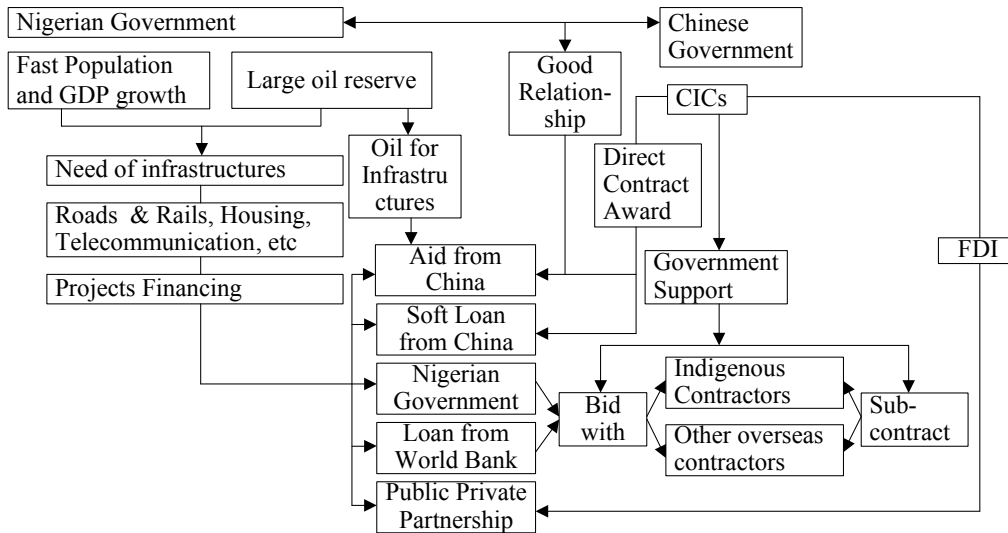 Nigerian Government
Chinese
Government
Fast Population
and GDP growth
Large oil reserve
Good
Relation-
ship
CICs
Need of infrastructures
Oil for
Infrastru
ctures
Direct
Contract
Award
Roads & Rails, Housing,
Telecommunication, etc
FDI
Aid from
China
Government
Support
Projects Financing
Soft Loan
from China
Nigerian
Government
Indigenous
Contractors
Bid
with
Sub-
contract
Loan from
World Bank
Other overseas
contractors
Public Private
Partnership